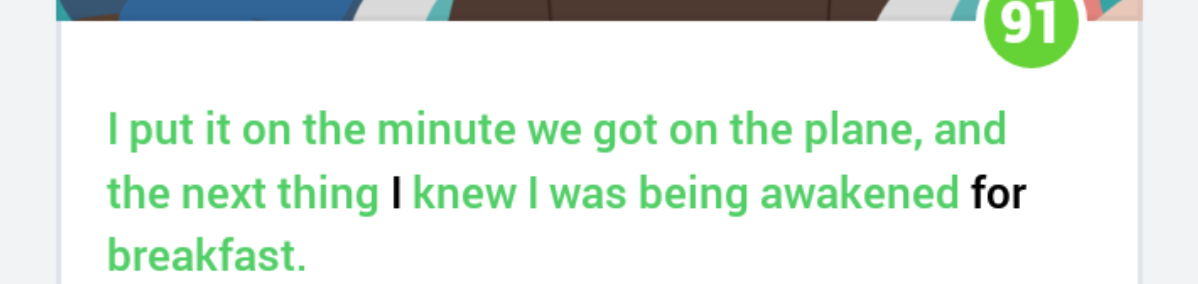 91
I put it on the minute we got on the plane, and
the next thing I knew I was being awakened for
breakfast.